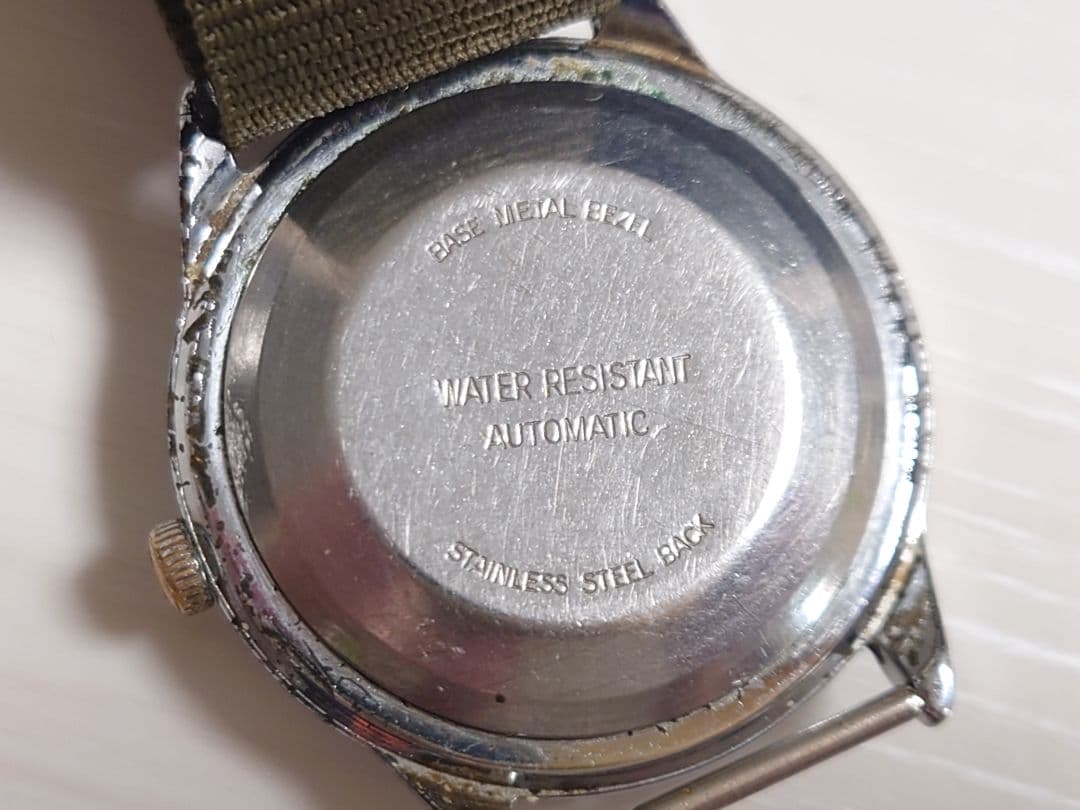 BASE METAL BEZEL
WATER RESISTANT
AUTOMATIC
STAINLESS STEEL BACK